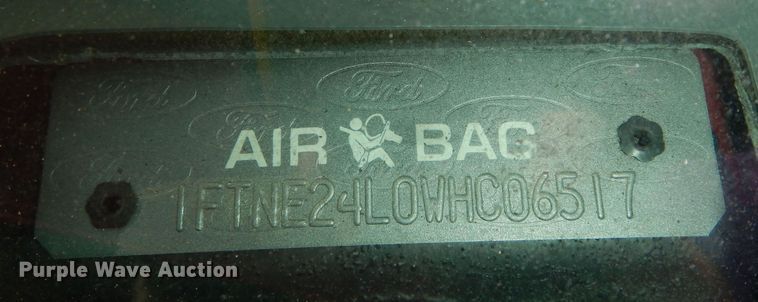 Ford Ford Ford
Ford Ford
AIR BAG
1FTNE24L0WHC06517
Purple Wave Auction